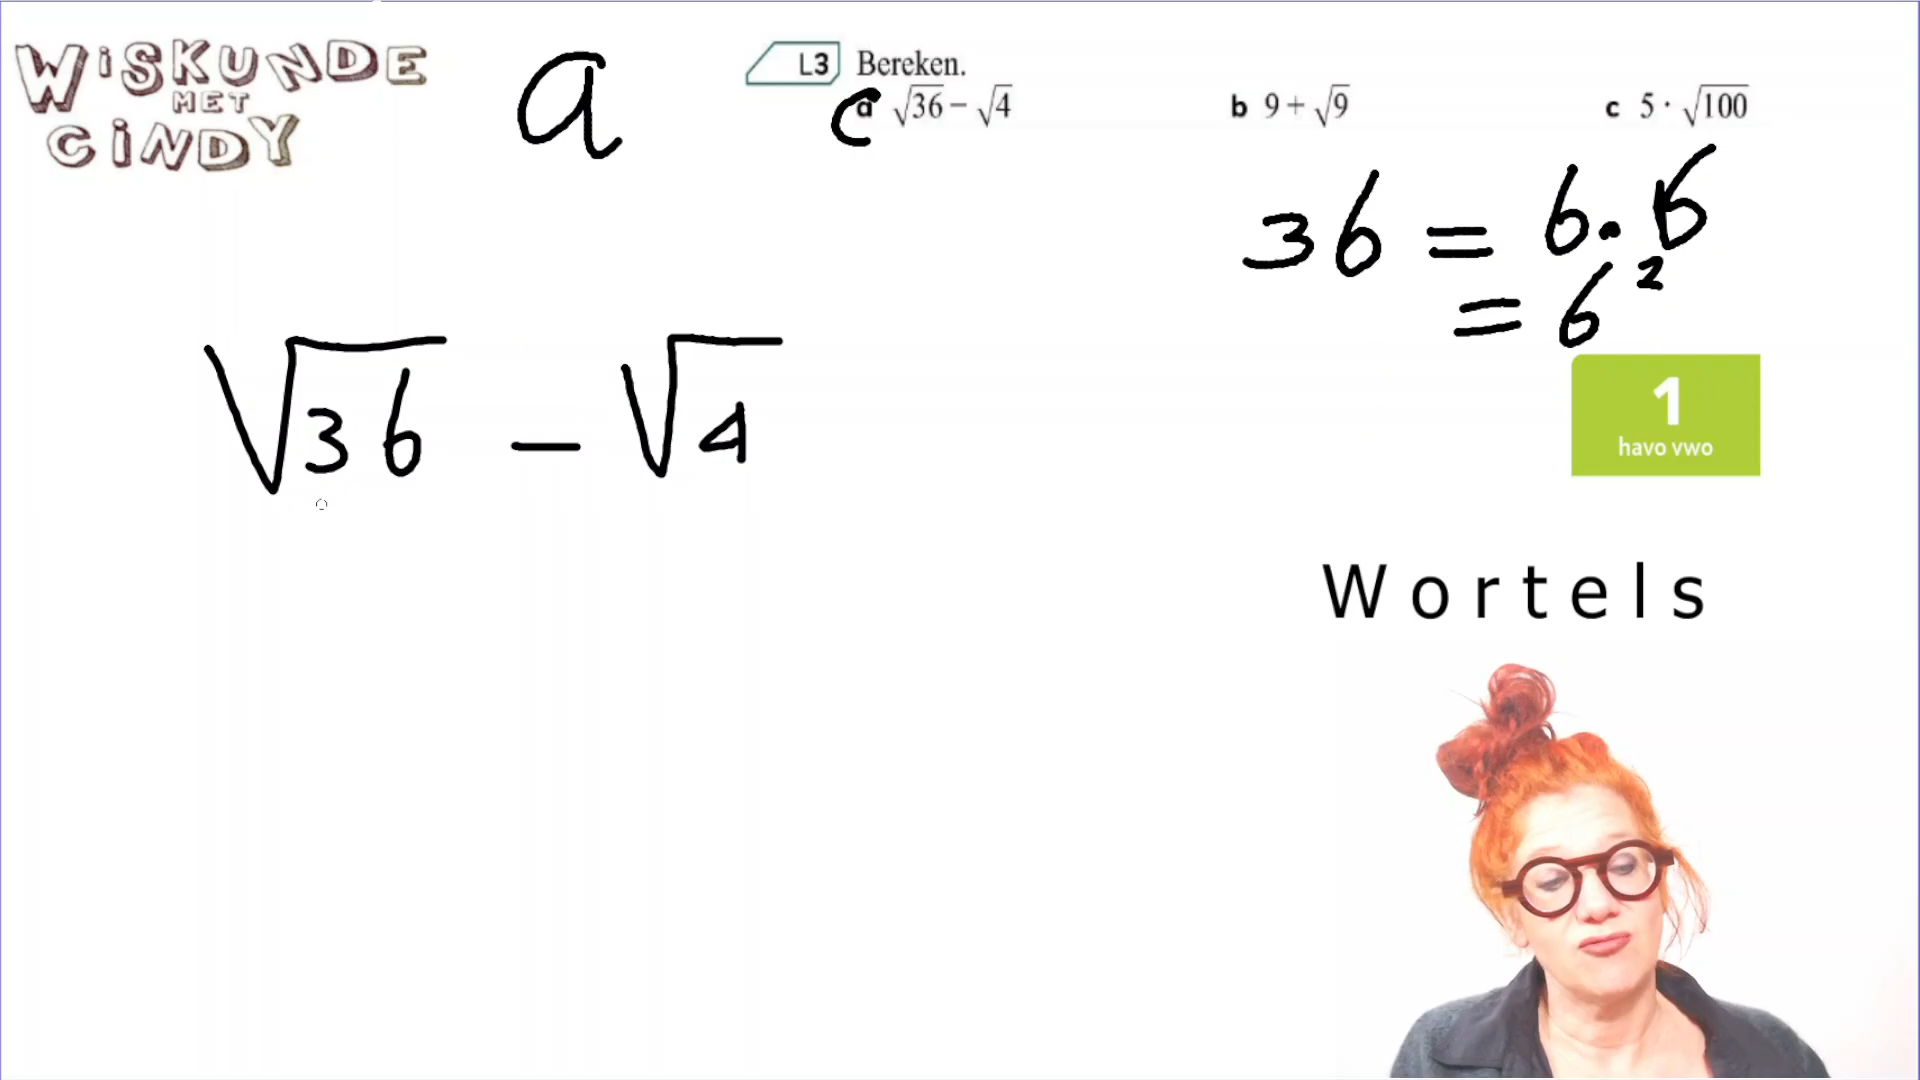 WiSKUNDE
MET
CiNDY
a
L3 Bereken.
c a √36 − √4
b 9 + √9
c 5 · √100
36 = 6 · 6
= 6²
√36 − √4
1
havo vwo
Wortels